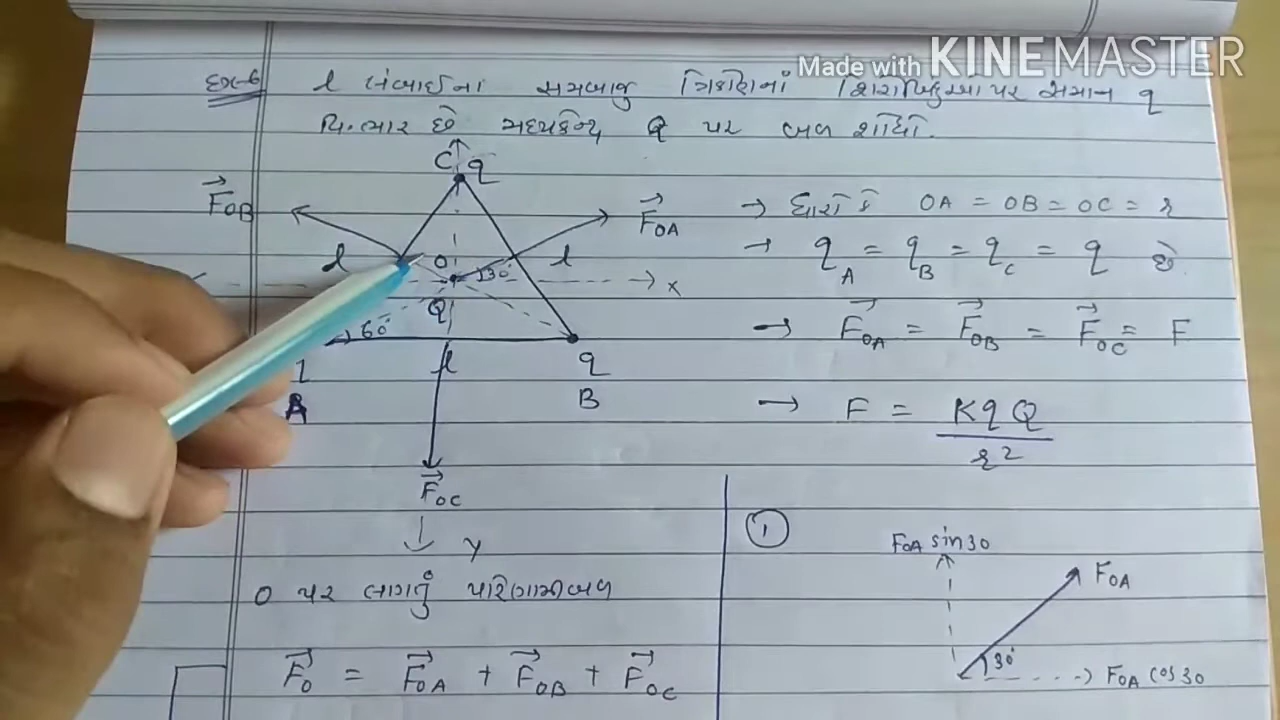 Made with KINEMASTER
Ex-6 l લંબાઈનાં સમબાજુ ત્રિકોણનાં શિરોબિંદુઓ પર સમાન q
વિ.ભાર છે મધ્યકેન્દ્ર Q પર બળ શોધો.
C q
F⃗OB
F⃗OA
→ ધારો કે OA = OB = OC = r
l O 30° l
→ qA = qB = qC = q છે
x
Q
60°
→ F⃗OA = F⃗OB = F⃗OC = F
l q
A B
→ F = KqQ / r²
F⃗OC
y
① FOA sin30
FOA
O પર લાગતું પરિણામીબળ
30° FOA cos30
F⃗O = F⃗OA + F⃗OB + F⃗OC